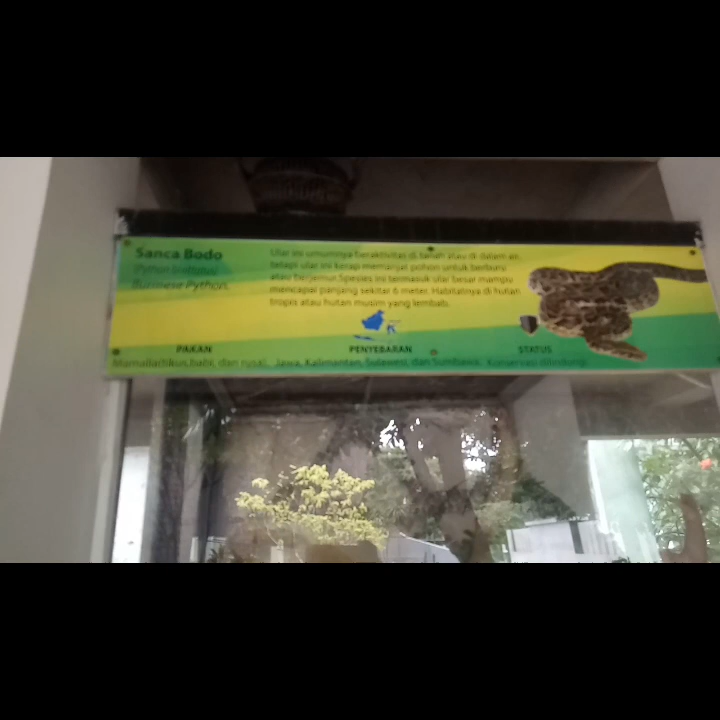 Sanca Bodo
Python bivittatus
Burmese Python
Ular ini umumnya beraktivitas di tanah atau di dalam air,
tetapi ular ini kerap memanjat pohon untuk berburu
atau berjemur. Spesies ini termasuk ular besar mampu
mencapai panjang sekitar 6 meter. Habitatnya di hutan
tropis atau hutan musim yang lembab.
PAKAN
Mamalia(tikus,babi, dan rusa).
PENYEBARAN
Jawa, Kalimantan, Sulawesi, dan Sumbawa.
STATUS
Konservasi dilindungi